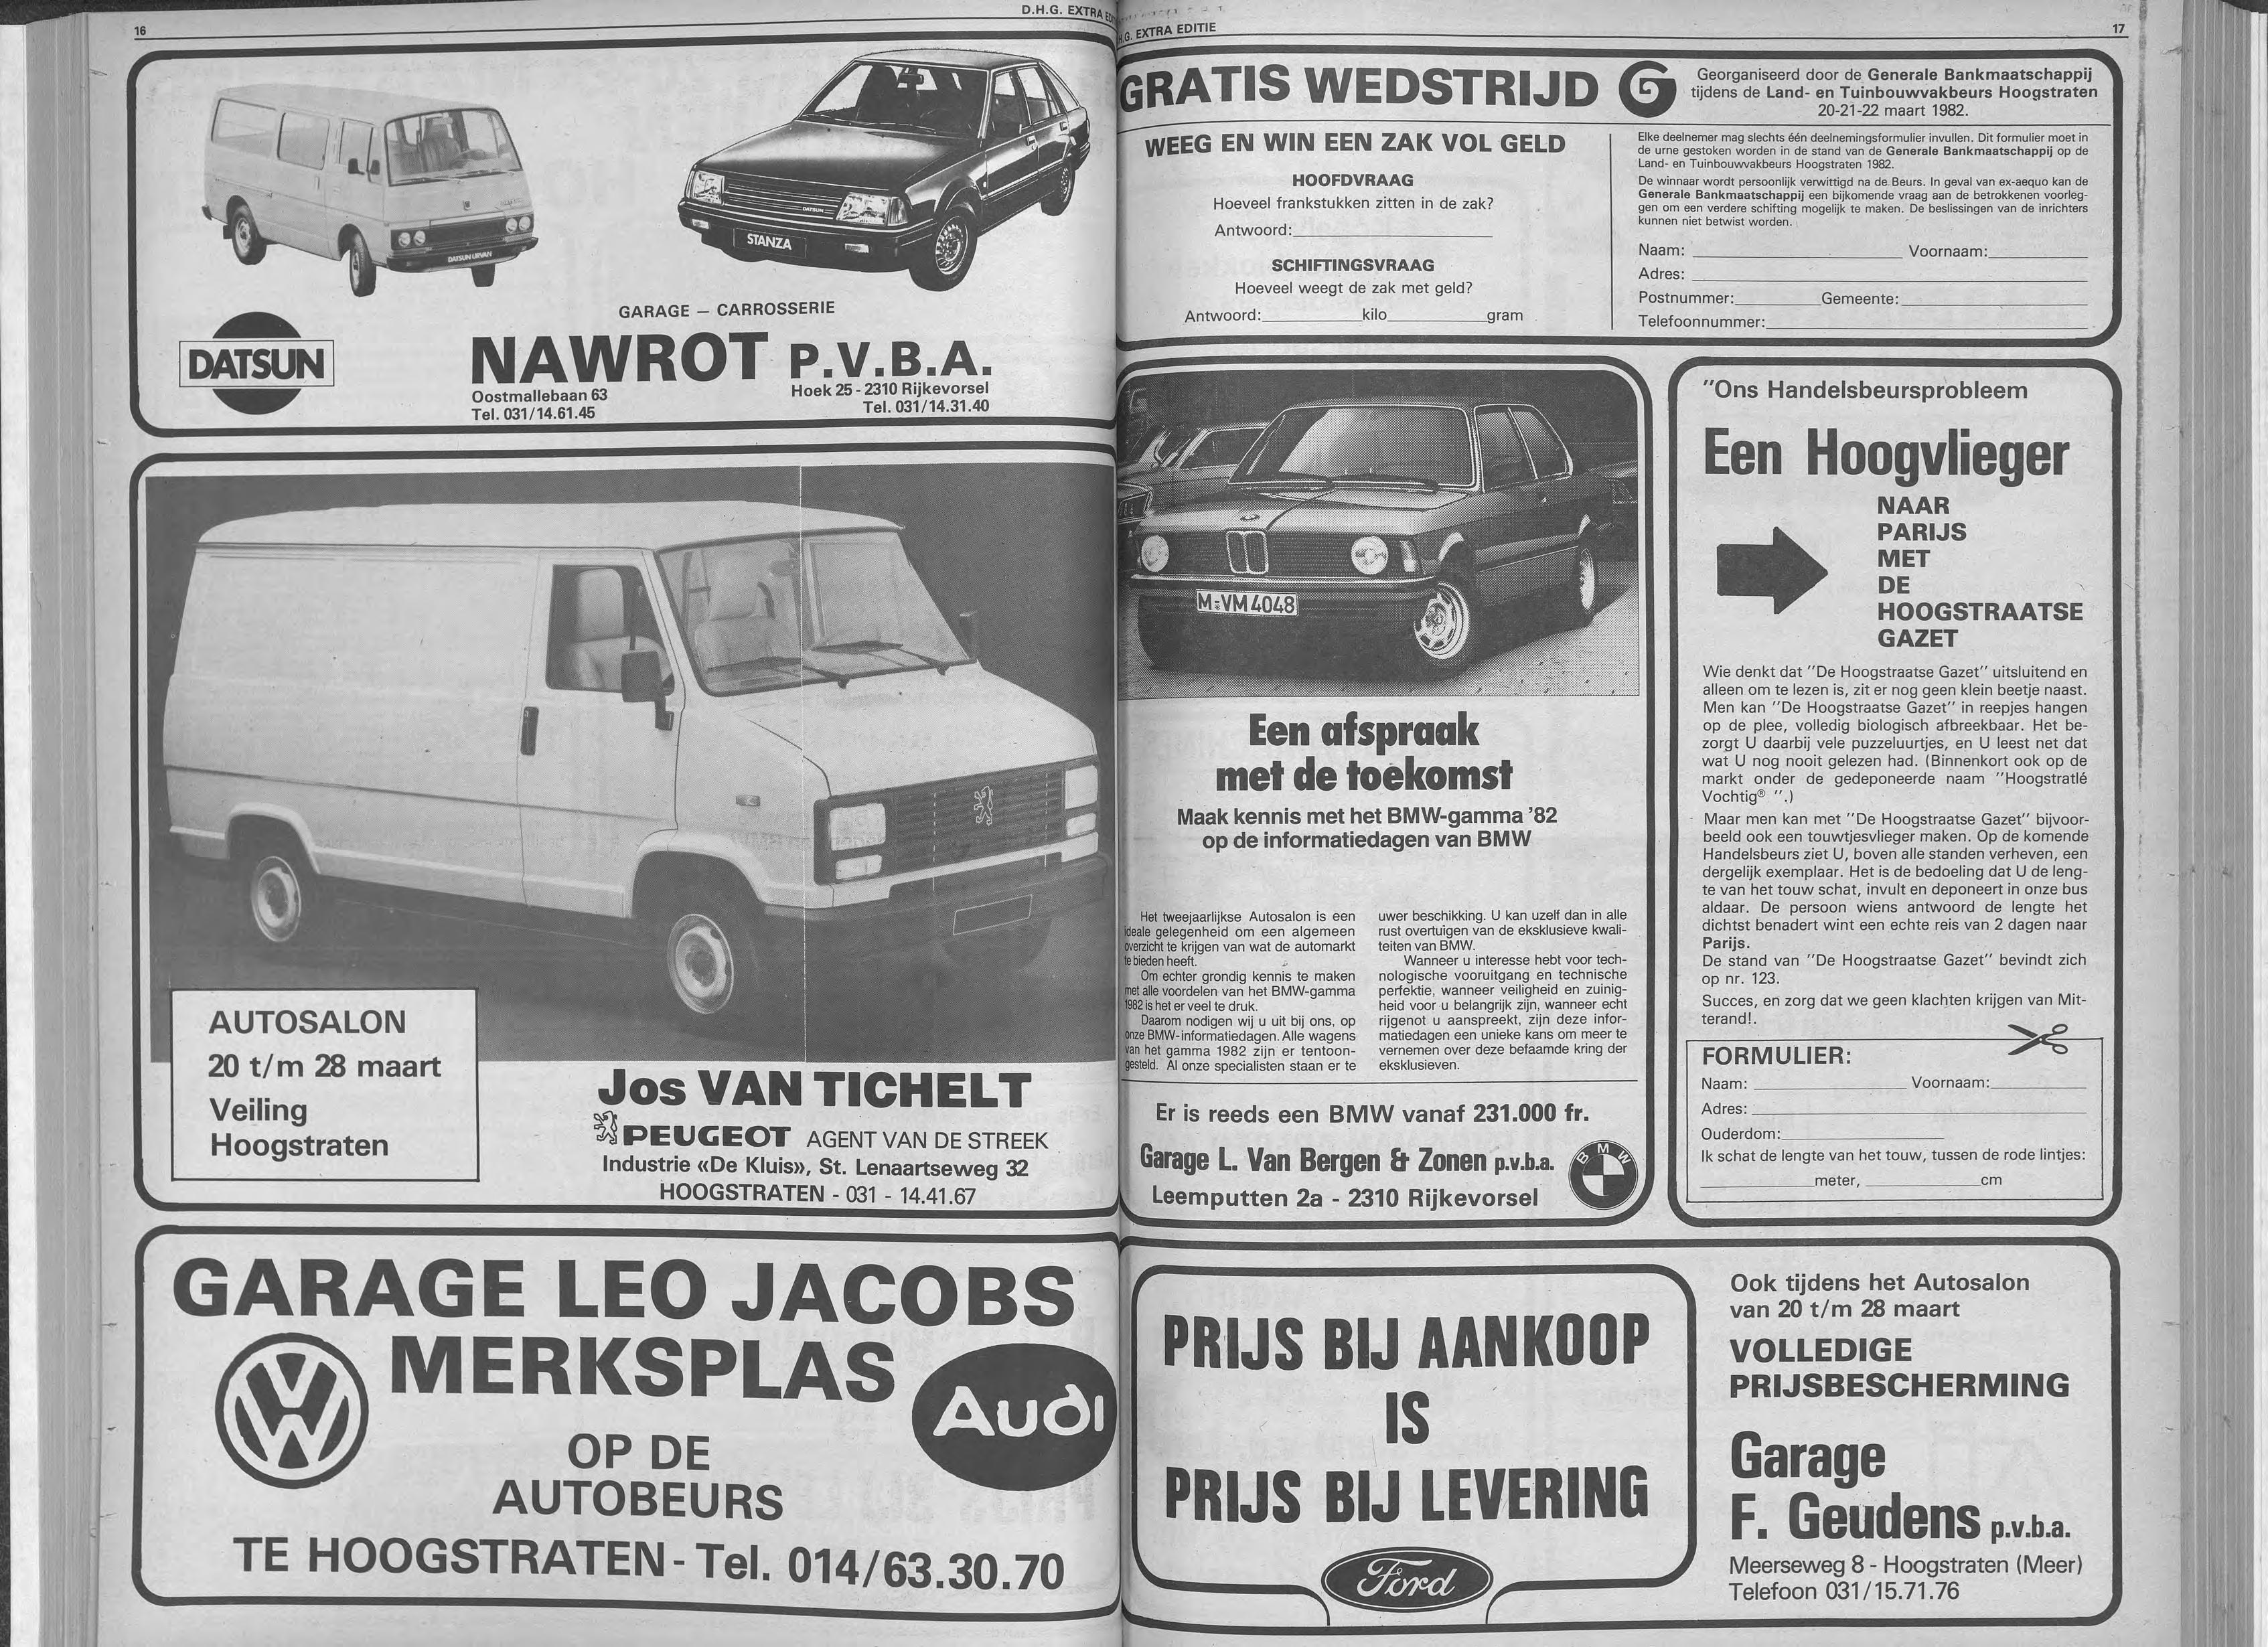 16
D.H.G. EXTRA
DATSUN URVAN
DATSUN
STANZA
GARAGE — CARROSSERIE
DATSUN
NAWROT P.V.B.A.
Oostmallebaan 63
Tel. 031/14.61.45
Hoek 25 - 2310 Rijkevorsel
Tel. 031/14.31.40
AUTOSALON
20 t/m 28 maart
Veiling
Hoogstraten
Jos VAN TICHELT
PEUGEOT AGENT VAN DE STREEK
Industrie «De Kluis», St. Lenaartseweg 32
HOOGSTRATEN - 031 - 14.41.67
GARAGE LEO JACOBS
MERKSPLAS
VW
Audi
OP DE
AUTOBEURS
TE HOOGSTRATEN - Tel. 014/63.30.70
H.G. EXTRA EDITIE
17
GRATIS WEDSTRIJD
G
Georganiseerd door de Generale Bankmaatschappij
tijdens de Land- en Tuinbouwvakbeurs Hoogstraten
20-21-22 maart 1982.
WEEG EN WIN EEN ZAK VOL GELD
HOOFDVRAAG
Hoeveel frankstukken zitten in de zak?
Antwoord:
SCHIFTINGSVRAAG
Hoeveel weegt de zak met geld?
Antwoord: kilo gram
Elke deelnemer mag slechts één deelnemingsformulier invullen. Dit formulier moet in
de urne gestoken worden in de stand van de Generale Bankmaatschappij op de
Land- en Tuinbouwvakbeurs Hoogstraten 1982.
De winnaar wordt persoonlijk verwittigd na de Beurs. In geval van ex-aequo kan de
Generale Bankmaatschappij een bijkomende vraag aan de betrokkenen voorleg-
gen om een verdere schifting mogelijk te maken. De beslissingen van de inrichters
kunnen niet betwist worden.
Naam: Voornaam:
Adres:
Postnummer: Gemeente:
Telefoonnummer:
M-VM 4048
Een afspraak
met de toekomst
Maak kennis met het BMW-gamma '82
op de informatiedagen van BMW
Het tweejaarlijkse Autosalon is een
ideale gelegenheid om een algemeen
overzicht te krijgen van wat de automarkt
te bieden heeft.
Om echter grondig kennis te maken
met alle voordelen van het BMW-gamma
1982 is het er veel te druk.
Daarom nodigen wij u uit bij ons, op
onze BMW-informatiedagen. Alle wagens
van het gamma 1982 zijn er tentoon-
gesteld. Al onze specialisten staan er te
uwer beschikking. U kan uzelf dan in alle
rust overtuigen van de eksklusieve kwali-
teiten van BMW.
Wanneer u interesse hebt voor tech-
nologische vooruitgang en technische
perfektie, wanneer veiligheid en zuinig-
heid voor u belangrijk zijn, wanneer echt
rijgenot u aanspreekt, zijn deze infor-
matiedagen een unieke kans om meer te
vernemen over deze befaamde kring der
eksklusieven.
Er is reeds een BMW vanaf 231.000 fr.
Garage L. Van Bergen & Zonen p.v.b.a.
Leemputten 2a - 2310 Rijkevorsel
BMW
"Ons Handelsbeursprobleem
Een Hoogvlieger
NAAR
PARIJS
MET
DE
HOOGSTRAATSE
GAZET
Wie denkt dat "De Hoogstraatse Gazet" uitsluitend en
alleen om te lezen is, zit er nog geen klein beetje naast.
Men kan "De Hoogstraatse Gazet" in reepjes hangen
op de plee, volledig biologisch afbreekbaar. Het be-
zorgt U daarbij vele puzzeluurtjes, en U leest net dat
wat U nog nooit gelezen had. (Binnenkort ook op de
markt onder de gedeponeerde naam "Hoogstratlé
Vochtig® ".)
Maar men kan met "De Hoogstraatse Gazet" bijvoor-
beeld ook een touwtjesvlieger maken. Op de komende
Handelsbeurs ziet U, boven alle standen verheven, een
dergelijk exemplaar. Het is de bedoeling dat U de leng-
te van het touw schat, invult en deponeert in onze bus
aldaar. De persoon wiens antwoord de lengte het
dichtst benadert wint een echte reis van 2 dagen naar
Parijs.
De stand van "De Hoogstraatse Gazet" bevindt zich
op nr. 123.
Succes, en zorg dat we geen klachten krijgen van Mit-
terand!.
FORMULIER:
Naam: Voornaam:
Adres:
Ouderdom:
Ik schat de lengte van het touw, tussen de rode lintjes:
meter, cm
PRIJS BIJ AANKOOP
IS
PRIJS BIJ LEVERING
Ford
Ook tijdens het Autosalon
van 20 t/m 28 maart
VOLLEDIGE
PRIJSBESCHERMING
Garage
F. Geudens p.v.b.a.
Meerseweg 8 - Hoogstraten (Meer)
Telefoon 031/15.71.76